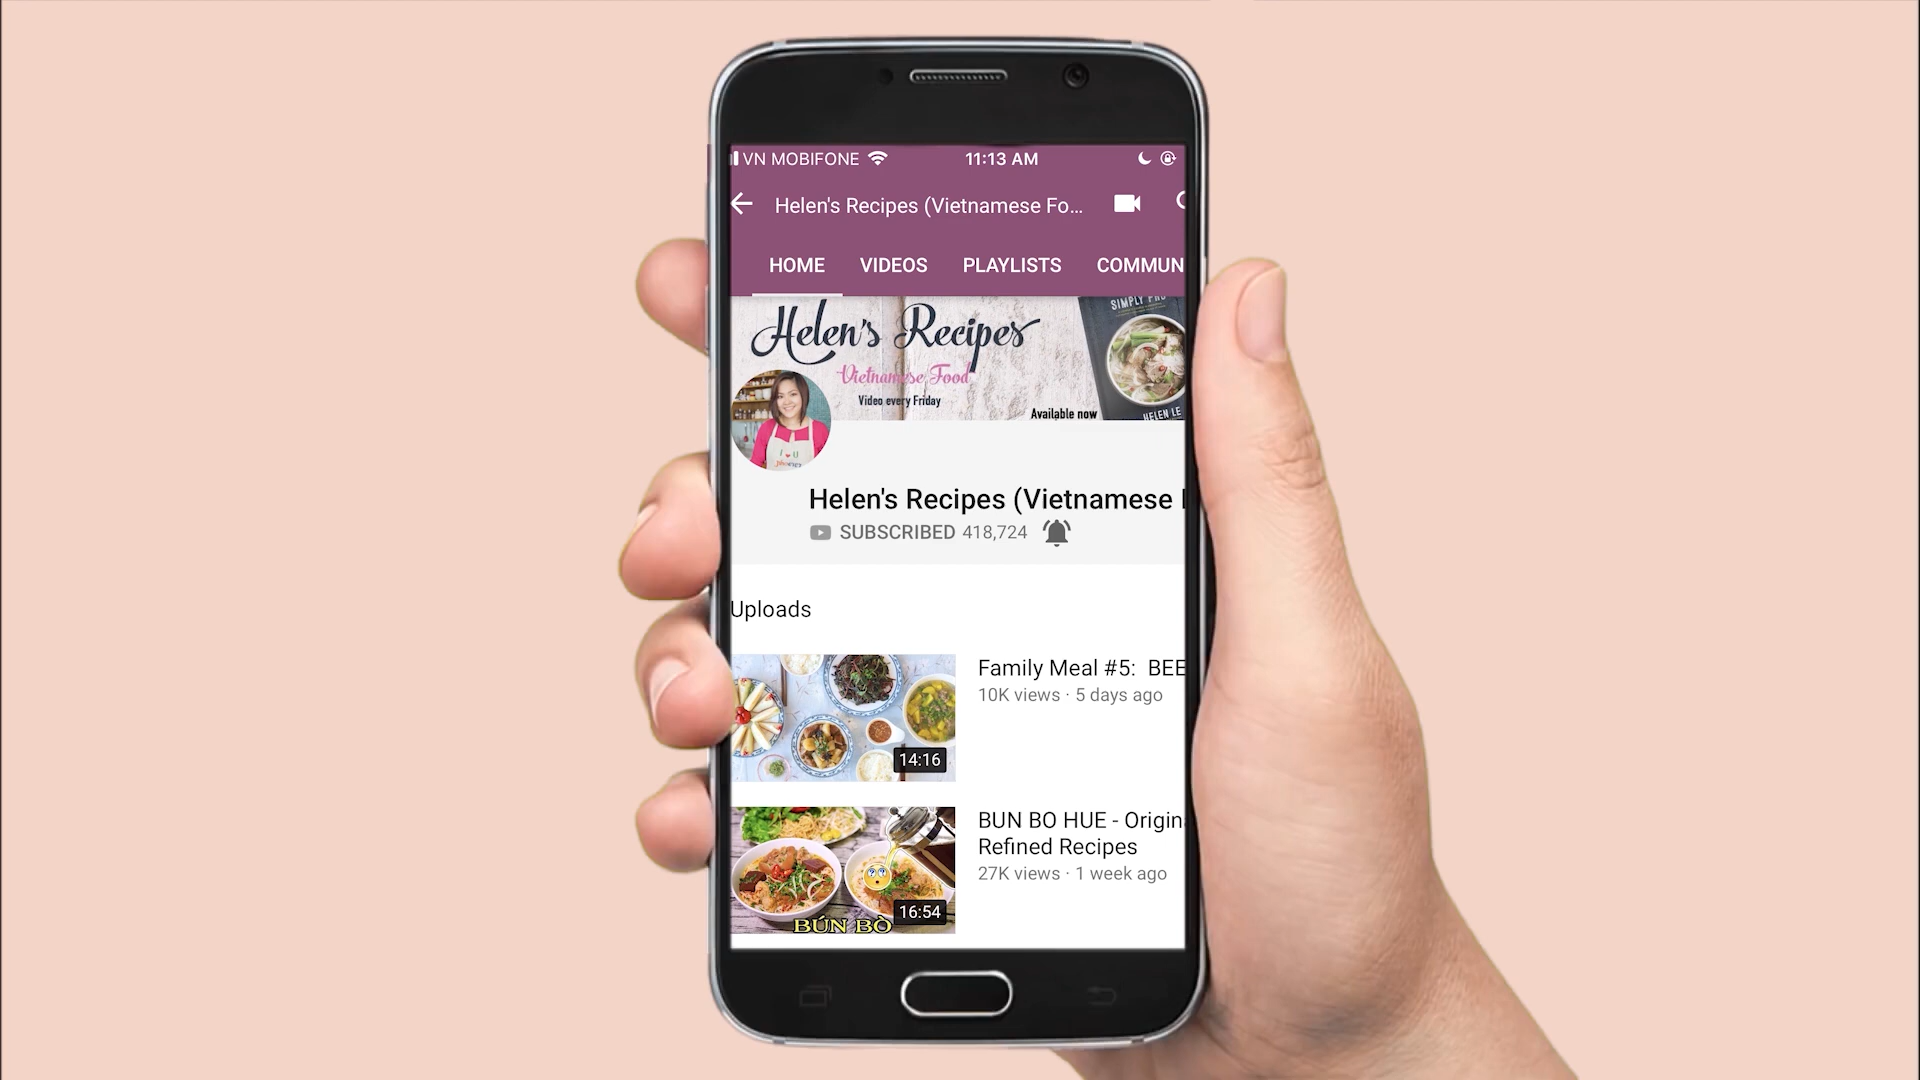 VN MOBIFONE 11:13 AM
Helen's Recipes (Vietnamese Fo...
HOME VIDEOS PLAYLISTS COMMUN
SIMPLY PHO
Helen's Recipes
Vietnamese Food
Video every Friday
Available now
HELEN LE
I ♥ U
Helen's Recipes (Vietnamese
SUBSCRIBED 418,724
Uploads
Family Meal #5: BEE
10K views · 5 days ago
14:16
BUN BO HUE - Origin
Refined Recipes
27K views · 1 week ago
16:54
BÚN BÒ